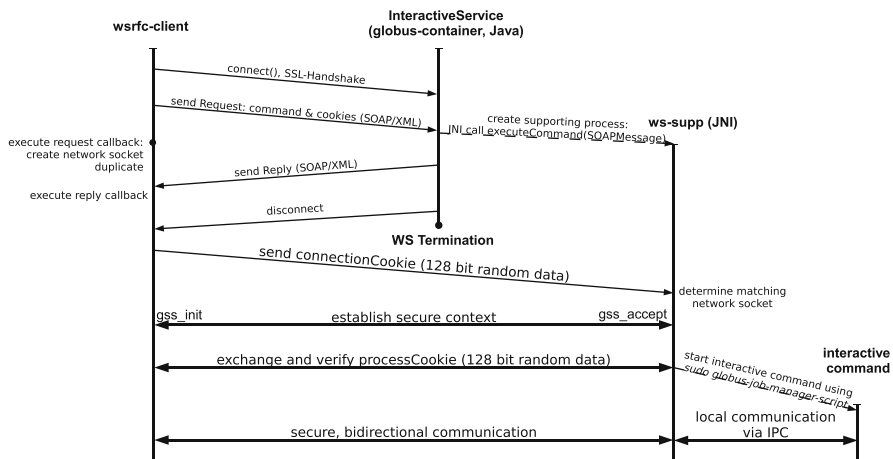 wsrfc-client
InteractiveService
(globus-container, Java)
connect(), SSL-Handshake
send Request: command & cookies (SOAP/XML)
create supporting process:
JNI call executeCommand(SOAPMessage)
ws-supp (JNI)
execute request callback:
create network socket
duplicate
send Reply (SOAP/XML)
execute reply callback
disconnect
WS Termination
send connectionCookie (128 bit random data)
determine matching
network socket
gss_init
establish secure context
gss_accept
exchange and verify processCookie (128 bit random data)
start interactive command using
sudo globus-job-manager-script
interactive
command
secure, bidirectional communication
local communication
via IPC